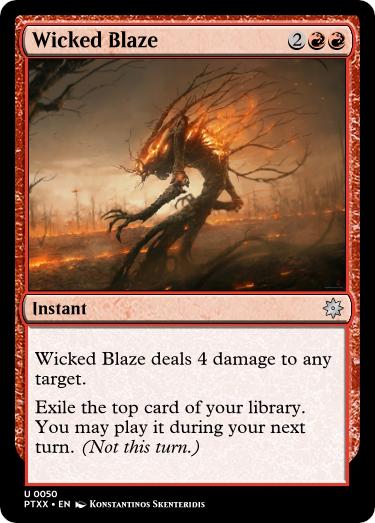 Wicked Blaze 2
Instant
Wicked Blaze deals 4 damage to any
target.
Exile the top card of your library.
You may play it during your next
turn. (Not this turn.)
U 0050
PTXX • EN Konstantinos Skenteridis